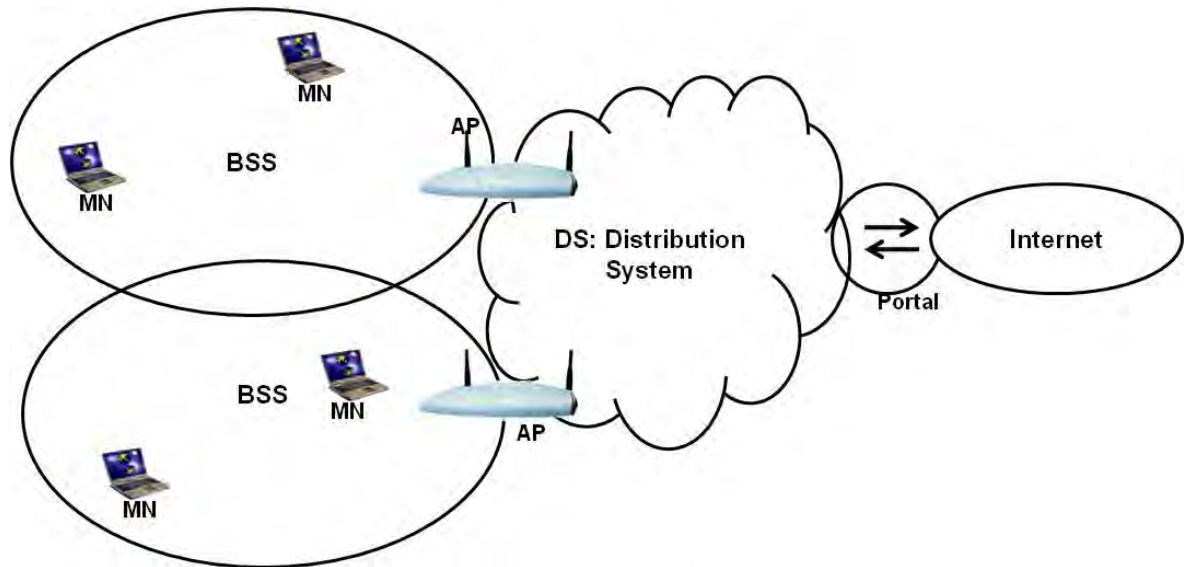 MN
AP
BSS
MN
DS: Distribution
System
Internet
Portal
BSS
MN
AP
MN